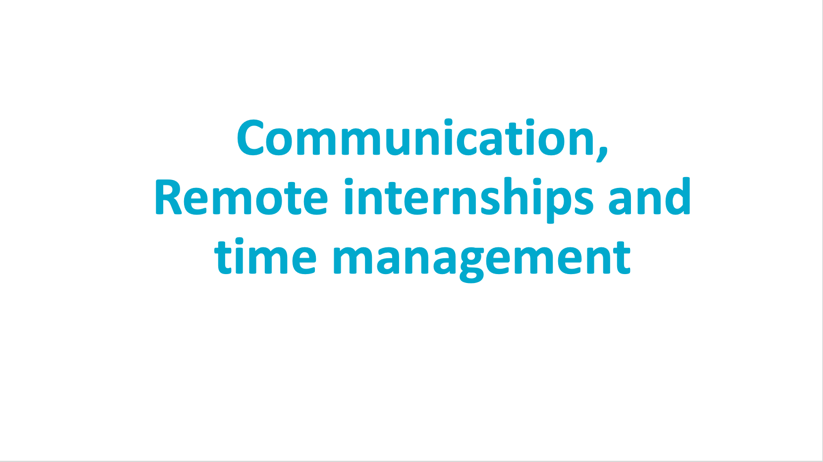 Communication,
Remote internships and
time management